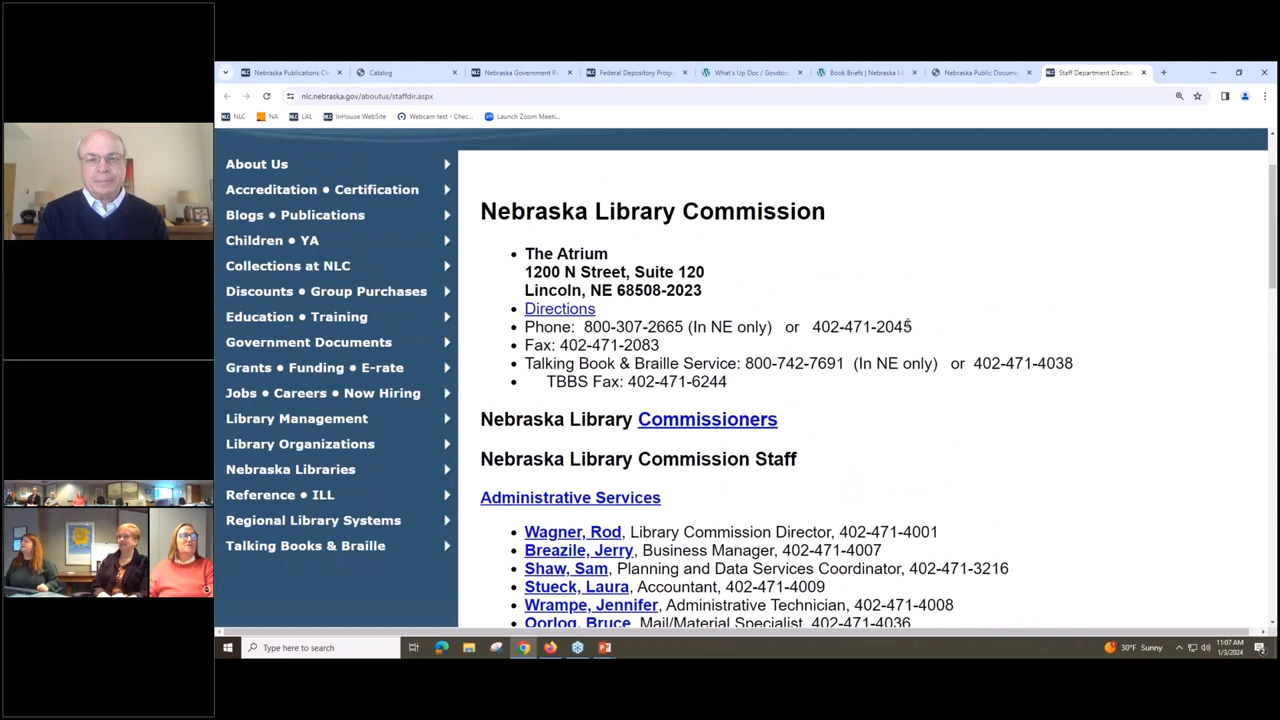 Nebraska Publications Cl
Catalog
Nebraska Government P
Federal Depository Prog
What's Up Doc / Govdoc
Book Briefs | Nebraska Li
Nebraska Public Docume
Staff Department Directo
nlc.nebraska.gov/aboutus/staffdir.aspx
NLC
NA
LAL
InHouse WebSite
Webcam test - Chec...
Launch Zoom Meeti...
About Us
Accreditation • Certification
Blogs • Publications
Children • YA
Collections at NLC
Discounts • Group Purchases
Education • Training
Government Documents
Grants • Funding • E-rate
Jobs • Careers • Now Hiring
Library Management
Library Organizations
Nebraska Libraries
Reference • ILL
Regional Library Systems
Talking Books & Braille
Nebraska Library Commission
• The Atrium
1200 N Street, Suite 120
Lincoln, NE 68508-2023
• Directions
• Phone: 800-307-2665 (In NE only) or 402-471-2045
• Fax: 402-471-2083
• Talking Book & Braille Service: 800-742-7691 (In NE only) or 402-471-4038
• TBBS Fax: 402-471-6244
Nebraska Library Commissioners
Nebraska Library Commission Staff
Administrative Services
• Wagner, Rod, Library Commission Director, 402-471-4001
• Breazile, Jerry, Business Manager, 402-471-4007
• Shaw, Sam, Planning and Data Services Coordinator, 402-471-3216
• Stueck, Laura, Accountant, 402-471-4009
• Wrampe, Jennifer, Administrative Technician, 402-471-4008
• Oorlog, Bruce, Mail/Material Specialist, 402-471-4036
Type here to search
30°F Sunny
11:07 AM
1/3/2024